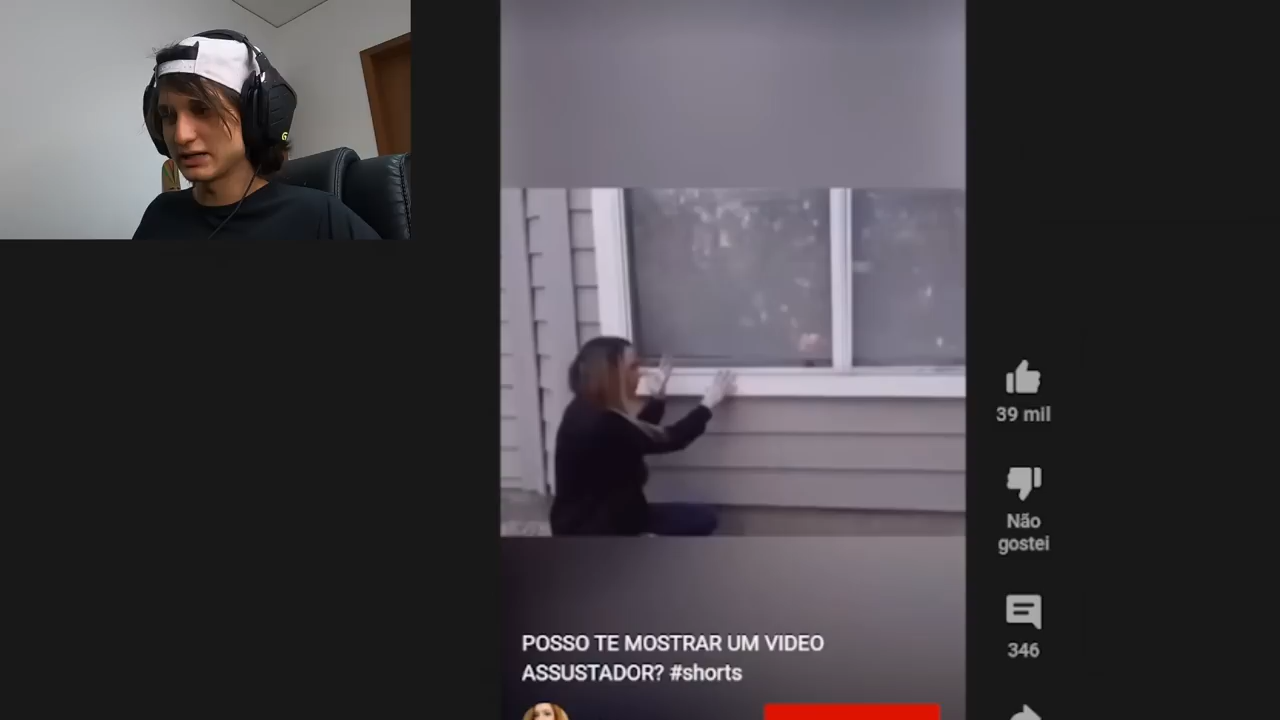 39 mil
Não
gostei
346
POSSO TE MOSTRAR UM VIDEO
ASSUSTADOR? #shorts